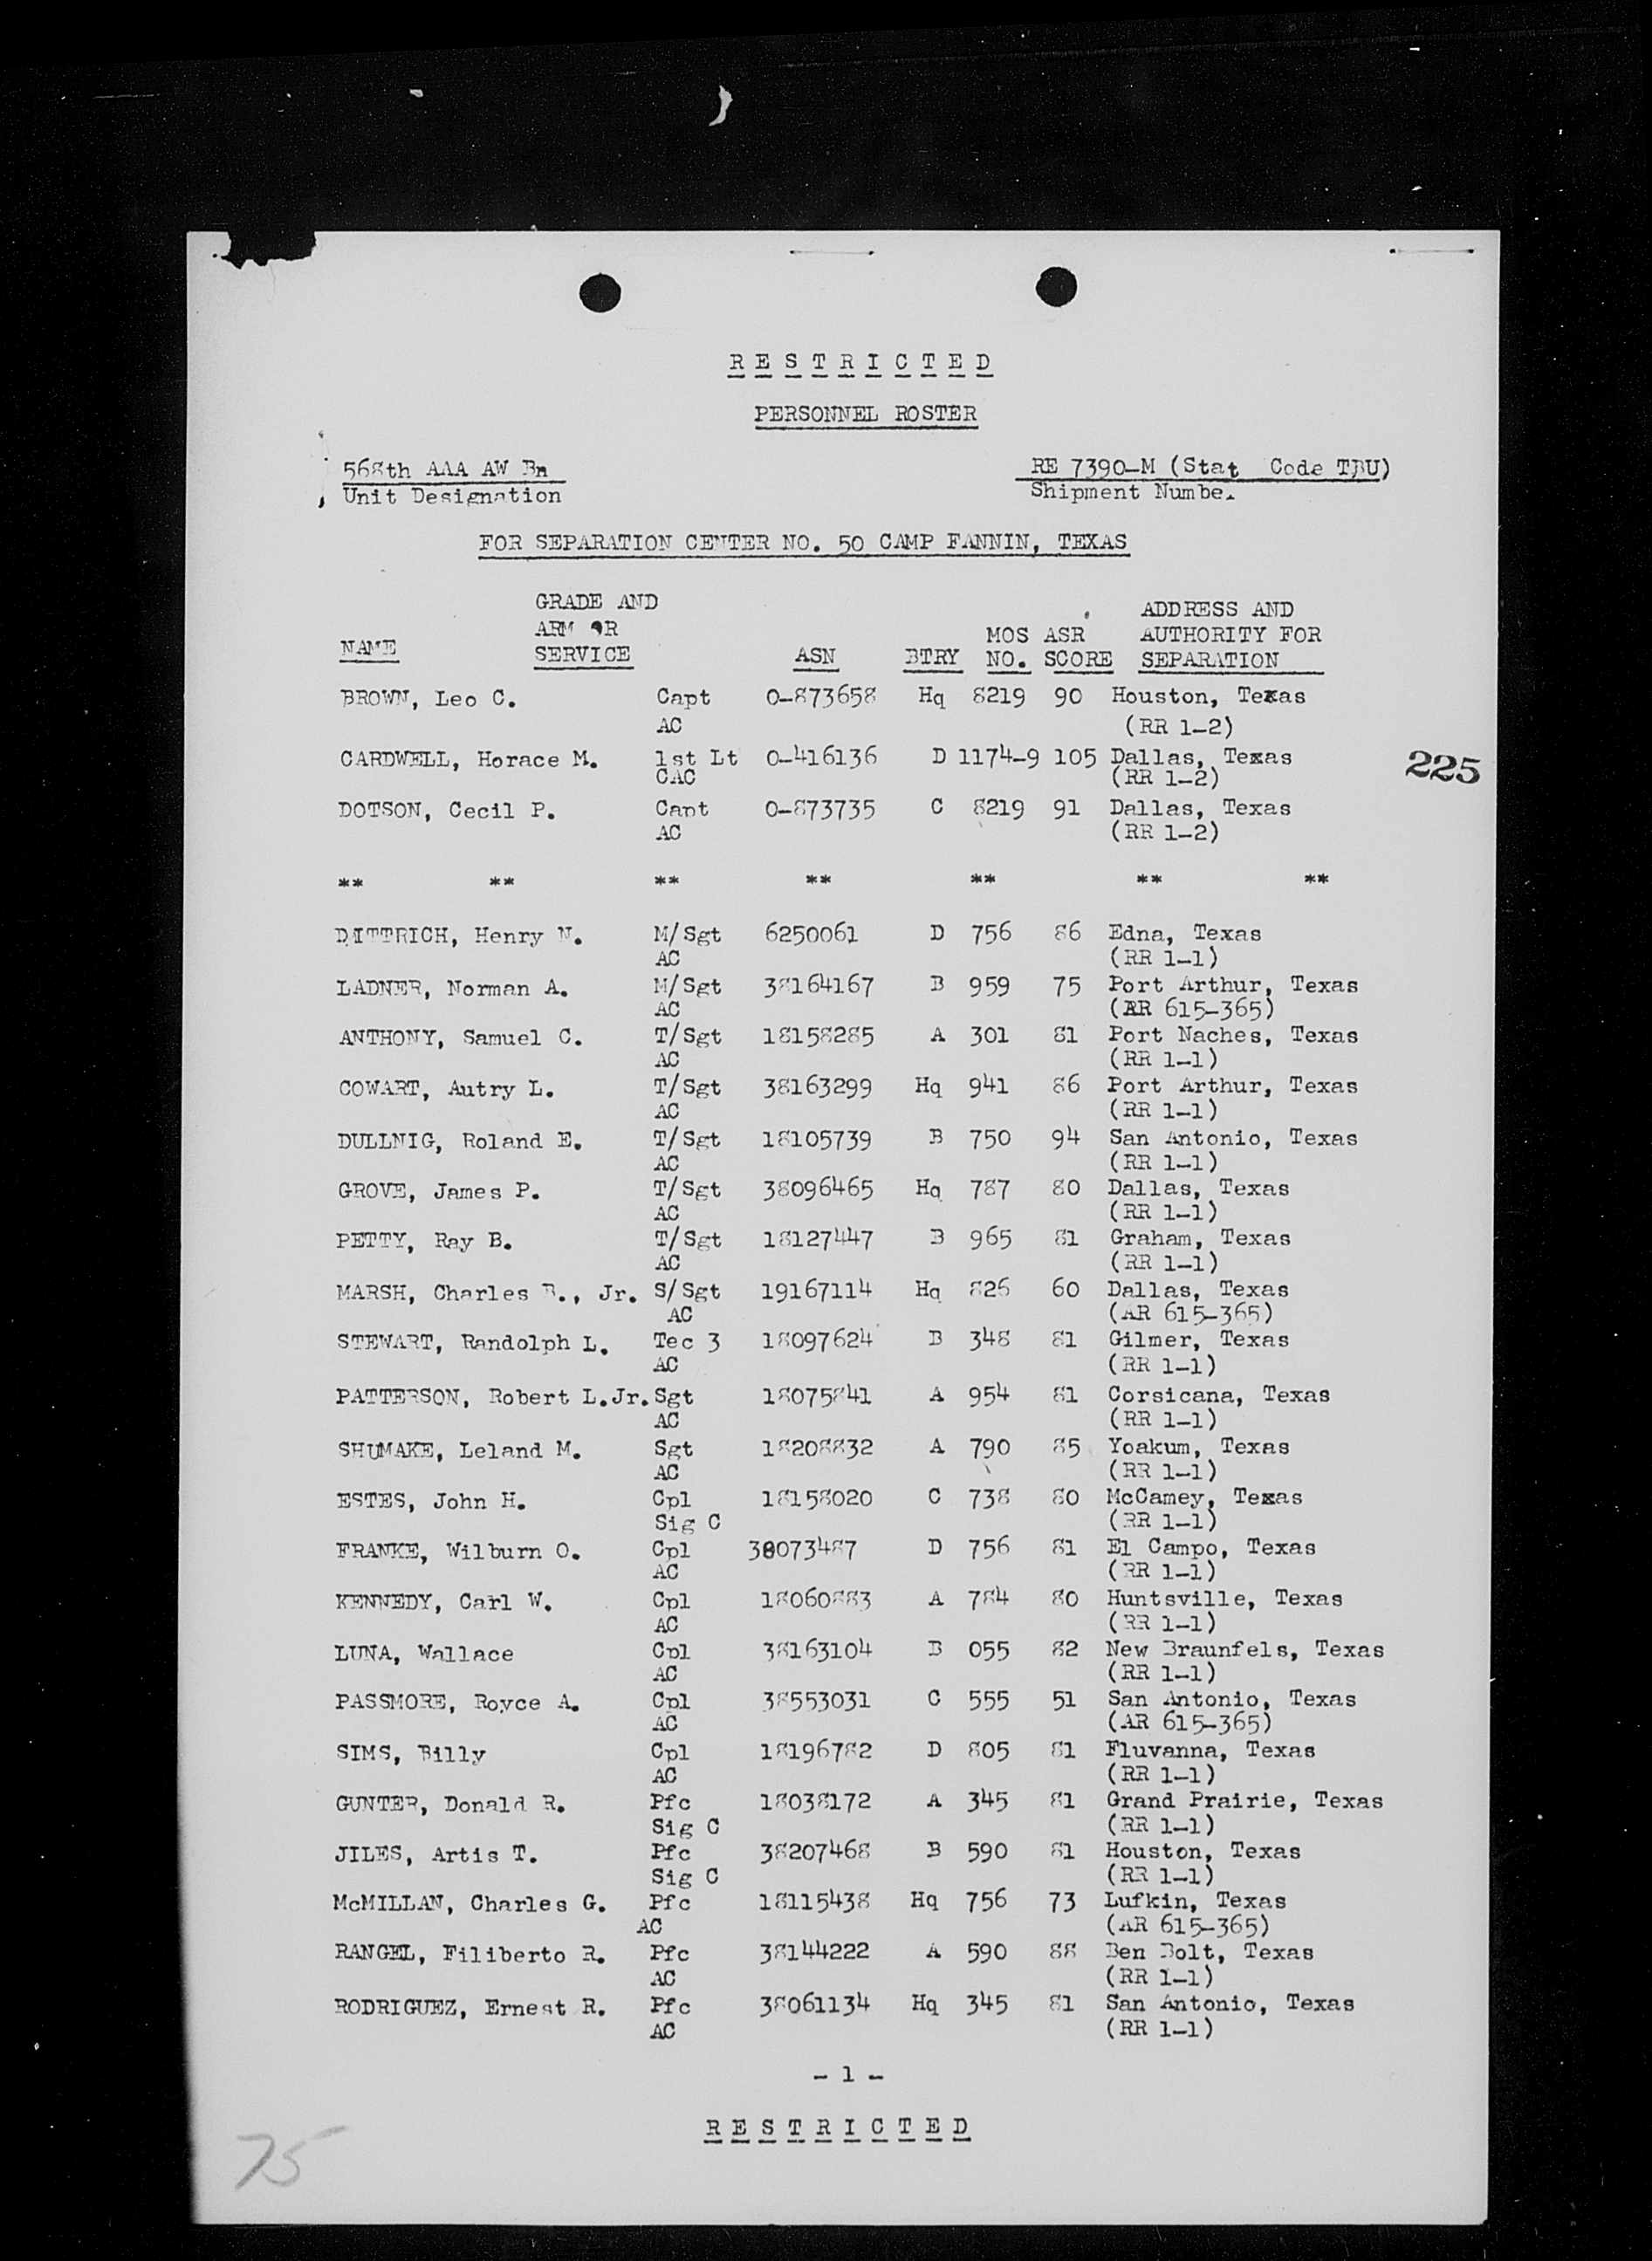 R E S T R I C T E D
PERSONNEL ROSTER
568th AAA AW Bn RE 7390-M (Stat Code TBU)
Unit Designation Shipment Number
FOR SEPARATION CENTER NO. 50 CAMP FANNIN, TEXAS
GRADE AND ADDRESS AND
ARM OR MOS ASR AUTHORITY FOR
NAME SERVICE ASN BTRY NO. SCORE SEPARATION
BROWN, Leo C. Capt 0-873658 Hq 8219 90 Houston, Texas
AC (RR 1-2)
CARDWELL, Horace M. 1st Lt 0-416136 D 1174-9 105 Dallas, Texas 225
CAC (RR 1-2)
DOTSON, Cecil P. Capt 0-873735 C 8219 91 Dallas, Texas
AC (RR 1-2)
** ** ** ** ** ** **
DITTRICH, Henry N. M/Sgt 6250061 D 756 86 Edna, Texas
AC (RR 1-1)
LADNER, Norman A. M/Sgt 38164167 B 959 75 Port Arthur, Texas
AC (AR 615-365)
ANTHONY, Samuel C. T/Sgt 18158285 A 301 81 Port Naches, Texas
AC (RR 1-1)
COWART, Autry L. T/Sgt 38163299 Hq 941 86 Port Arthur, Texas
AC (RR 1-1)
DULLNIG, Roland E. T/Sgt 18105739 B 750 94 San Antonio, Texas
AC (RR 1-1)
GROVE, James P. T/Sgt 38096465 Hq 787 80 Dallas, Texas
AC (RR 1-1)
PETTY, Ray B. T/Sgt 18127447 B 965 81 Graham, Texas
AC (RR 1-1)
MARSH, Charles B., Jr. S/Sgt 19167114 Hq 826 60 Dallas, Texas
AC (AR 615-365)
STEWART, Randolph L. Tec 3 18097624 B 348 81 Gilmer, Texas
AC (RR 1-1)
PATTERSON, Robert L.Jr. Sgt 18075841 A 954 81 Corsicana, Texas
AC (RR 1-1)
SHUMAKE, Leland M. Sgt 18208832 A 790 85 Yoakum, Texas
AC (RR 1-1)
ESTES, John H. Cpl 18158020 C 738 80 McCamey, Texas
Sig C (RR 1-1)
FRANKE, Wilburn O. Cpl 38073487 D 756 81 El Campo, Texas
AC (RR 1-1)
KENNEDY, Carl W. Cpl 18060883 A 784 80 Huntsville, Texas
AC (RR 1-1)
LUNA, Wallace Cpl 38163104 B 055 82 New Braunfels, Texas
AC (RR 1-1)
PASSMORE, Royce A. Cpl 38553031 C 555 51 San Antonio, Texas
AC (AR 615-365)
SIMS, Billy Cpl 18196782 D 805 81 Fluvanna, Texas
AC (RR 1-1)
GUNTER, Donald R. Pfc 18038172 A 345 81 Grand Prairie, Texas
Sig C (RR 1-1)
JILES, Artis T. Pfc 38207468 B 590 81 Houston, Texas
Sig C (RR 1-1)
McMILLAN, Charles G. Pfc 18115438 Hq 756 73 Lufkin, Texas
AC (AR 615-365)
RANGEL, Filiberto R. Pfc 38144222 A 590 88 Ben Bolt, Texas
AC (RR 1-1)
RODRIGUEZ, Ernest R. Pfc 38061134 Hq 345 81 San Antonio, Texas
AC (RR 1-1)
- 1 -
R E S T R I C T E D
75